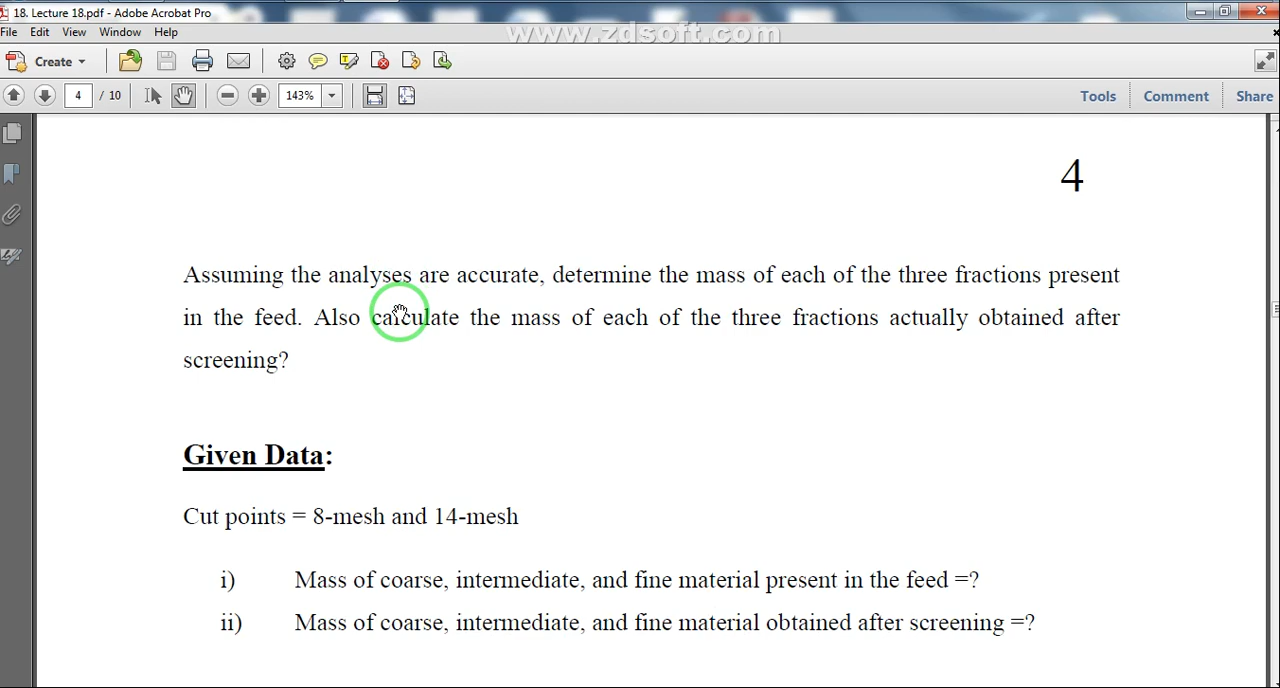 18. Lecture 18.pdf - Adobe Acrobat Pro
www.zdsoft.com
File Edit View Window Help
Create
4 / 10 143% Tools Comment Share
4
Assuming the analyses are accurate, determine the mass of each of the three fractions present
in the feed. Also calculate the mass of each of the three fractions actually obtained after
screening?
Given Data:
Cut points = 8-mesh and 14-mesh
i) Mass of coarse, intermediate, and fine material present in the feed =?
ii) Mass of coarse, intermediate, and fine material obtained after screening =?